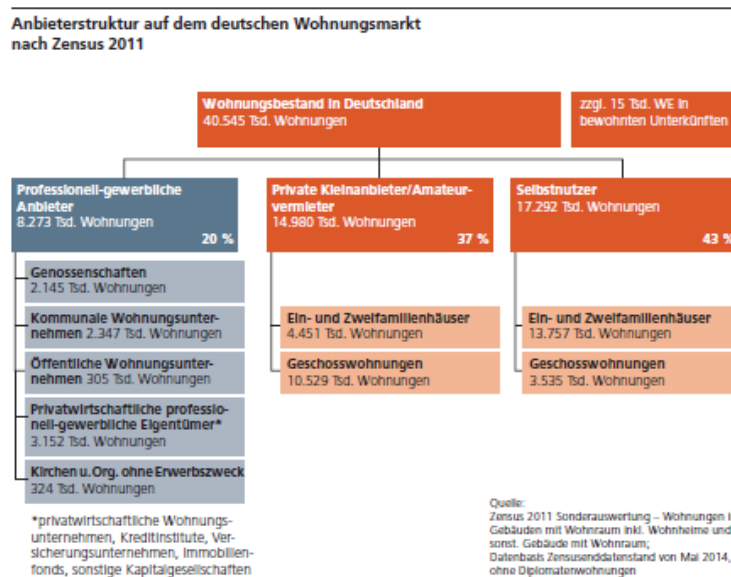 Anbieterstruktur auf dem deutschen Wohnungsmarkt
nach Zensus 2011
Wohnungsbestand in Deutschland
40.545 Tsd. Wohnungen
zzgl. 15 Tsd. WE in
bewohnten Unterkünften
Professionell-gewerbliche
Anbieter
8.273 Tsd. Wohnungen
20 %
Private Kleinanbieter/Amateur-
vermieter
14.980 Tsd. Wohnungen
37 %
Selbstnutzer
17.292 Tsd. Wohnungen
43 %
Genossenschaften
2.145 Tsd. Wohnungen
Kommunale Wohnungsunter-
nehmen 2.347 Tsd. Wohnungen
Öffentliche Wohnungsunter-
nehmen 305 Tsd. Wohnungen
Privatwirtschaftliche professio-
nell-gewerbliche Eigentümer*
3.152 Tsd. Wohnungen
Kirchen u. Org. ohne Erwerbszweck
324 Tsd. Wohnungen
Ein- und Zweifamilienhäuser
4.451 Tsd. Wohnungen
Geschosswohnungen
10.529 Tsd. Wohnungen
Ein- und Zweifamilienhäuser
13.757 Tsd. Wohnungen
Geschosswohnungen
3.535 Tsd. Wohnungen
*privatwirtschaftliche Wohnungs-
unternehmen, Kreditinstitute, Ver-
sicherungsunternehmen, Immobilien-
fonds, sonstige Kapitalgesellschaften
Quelle:
Zensus 2011 Sonderauswertung – Wohnungen i
Gebäuden mit Wohnraum inkl. Wohnheime und
sonst. Gebäude mit Wohnraum;
Datenbasis Zensusenddatenstand von Mai 2014,
ohne Diplomatenwohnungen